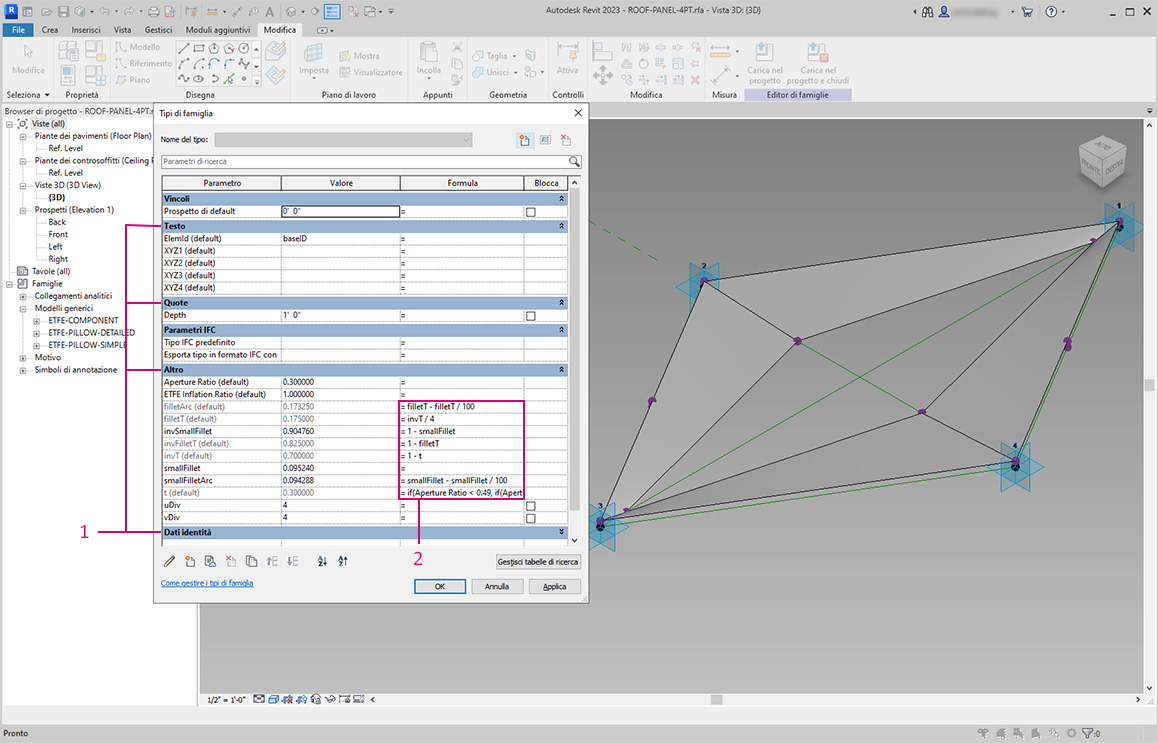 Autodesk Revit 2023 - ROOF-PANEL-4PT.rfa - Vista 3D: {3D}
File Crea Inserisci Vista Gestisci Moduli aggiuntivi Modifica
Modifica
Modello
Riferimento
Piano
Imposta
Mostra
Visualizzatore
Incolla
Taglia
Unisci
Attiva
Carica nel progetto
Carica nel progetto e chiudi
Seleziona Proprietà Disegna Piano di lavoro Appunti Geometria Controlli Modifica Misura Editor di famiglie
Browser di progetto - ROOF-PANEL-4PT.r
Viste (all)
Piante dei pavimenti (Floor Plan)
Ref. Level
Piante dei controsoffitti (Ceiling P
Ref. Level
Viste 3D (3D View)
{3D}
Prospetti (Elevation 1)
Back
Front
Left
Right
Tavole (all)
Famiglie
Collegamenti analitici
Modelli generici
ETFE-COMPONENT
ETFE-PILLOW-DETAILED
ETFE-PILLOW-SIMPLE
Motivo
Simboli di annotazione
Tipi di famiglia
Nome del tipo:
Parametri di ricerca
Parametro Valore Formula Blocca
Vincoli
Prospetto di default 0' 0" =
Testo
ElemId (default) baseID =
XYZ1 (default) =
XYZ2 (default) =
XYZ3 (default) =
XYZ4 (default) =
Quote
Depth 1' 0" =
Parametri IFC
Tipo IFC predefinito =
Esporta tipo in formato IFC con =
Altro
Aperture Ratio (default) 0.300000 =
ETFE Inflation Ratio (default) 1.000000 =
filletArc (default) 0.173250 = filletT - filletT / 100
filletT (default) 0.175000 = invT / 4
invSmallFillet 0.904760 = 1 - smallFillet
invFilletT (default) 0.825000 = 1 - filletT
invT (default) 0.700000 = 1 - t
smallFillet 0.095240 =
smallFilletArc 0.094288 = smallFillet - smallFillet / 100
t (default) 0.300000 = if(Aperture Ratio < 0.49, if(Apert
uDiv 4 =
vDiv 4 =
Dati identità
1
2
Gestisci tabelle di ricerca
Come gestire i tipi di famiglia
OK Annulla Applica
ALTO
FRONTE
DESTRA
1
2
3
4
1/2" = 1'-0"
Pronto
:0